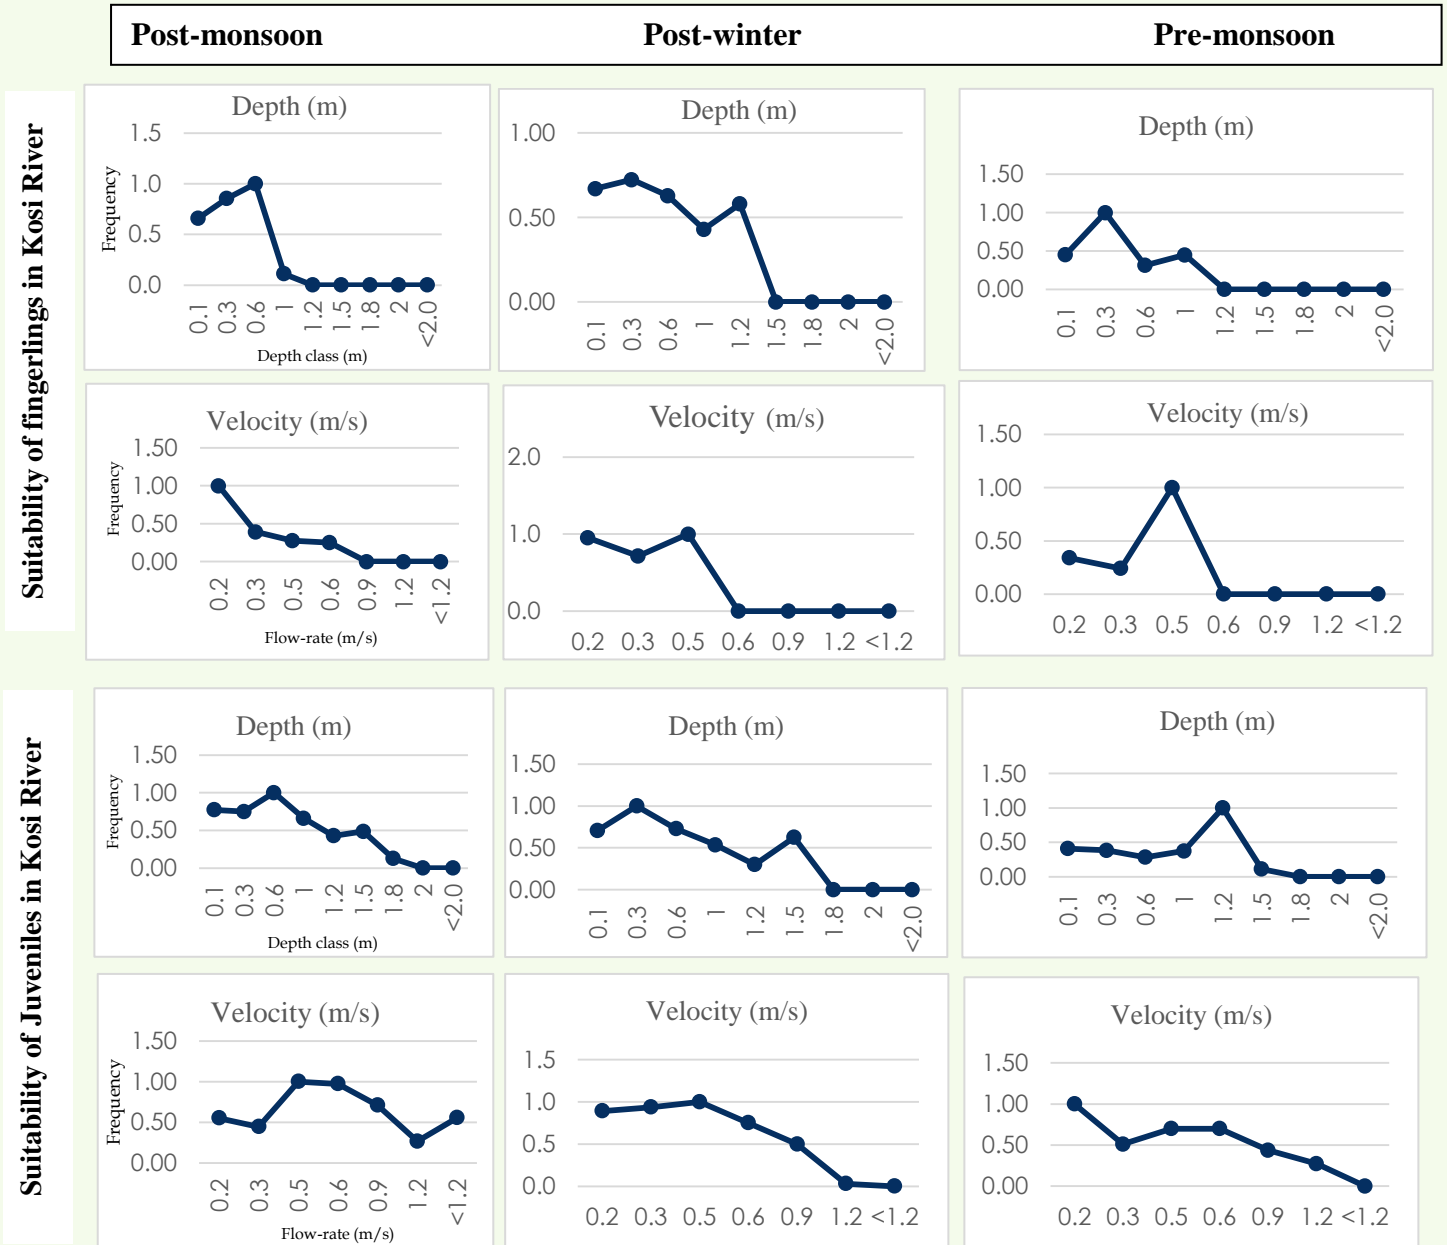 Post-monsoon Post-winter Pre-monsoon
Suitability of fingerlings in Kosi River
Depth (m)
1.5
1.0
0.5
0.0
Frequency
0.1 0.3 0.6 1 1.2 1.5 1.8 2 <2.0
Depth class (m)
Depth (m)
1.00
0.50
0.00
0.1 0.3 0.6 1 1.2 1.5 1.8 2 <2.0
Depth (m)
1.50
1.00
0.50
0.00
0.1 0.3 0.6 1 1.2 1.5 1.8 2 <2.0
Velocity (m/s)
1.50
1.00
0.50
0.00
Frequency
0.2 0.3 0.5 0.6 0.9 1.2 <1.2
Flow-rate (m/s)
Velocity (m/s)
2.0
1.0
0.0
0.2 0.3 0.5 0.6 0.9 1.2 <1.2
Velocity (m/s)
1.50
1.00
0.50
0.00
0.2 0.3 0.5 0.6 0.9 1.2 <1.2
Suitability of Juveniles in Kosi River
Depth (m)
1.50
1.00
0.50
0.00
Frequency
0.1 0.3 0.6 1 1.2 1.5 1.8 2 <2.0
Depth class (m)
Depth (m)
1.50
1.00
0.50
0.00
0.1 0.3 0.6 1 1.2 1.5 1.8 2 <2.0
Depth (m)
1.50
1.00
0.50
0.00
0.1 0.3 0.6 1 1.2 1.5 1.8 2 <2.0
Velocity (m/s)
1.50
1.00
0.50
0.00
Frequency
0.2 0.3 0.5 0.6 0.9 1.2 <1.2
Flow-rate (m/s)
Velocity (m/s)
1.5
1.0
0.5
0.0
0.2 0.3 0.5 0.6 0.9 1.2 <1.2
Velocity (m/s)
1.50
1.00
0.50
0.00
0.2 0.3 0.5 0.6 0.9 1.2 <1.2